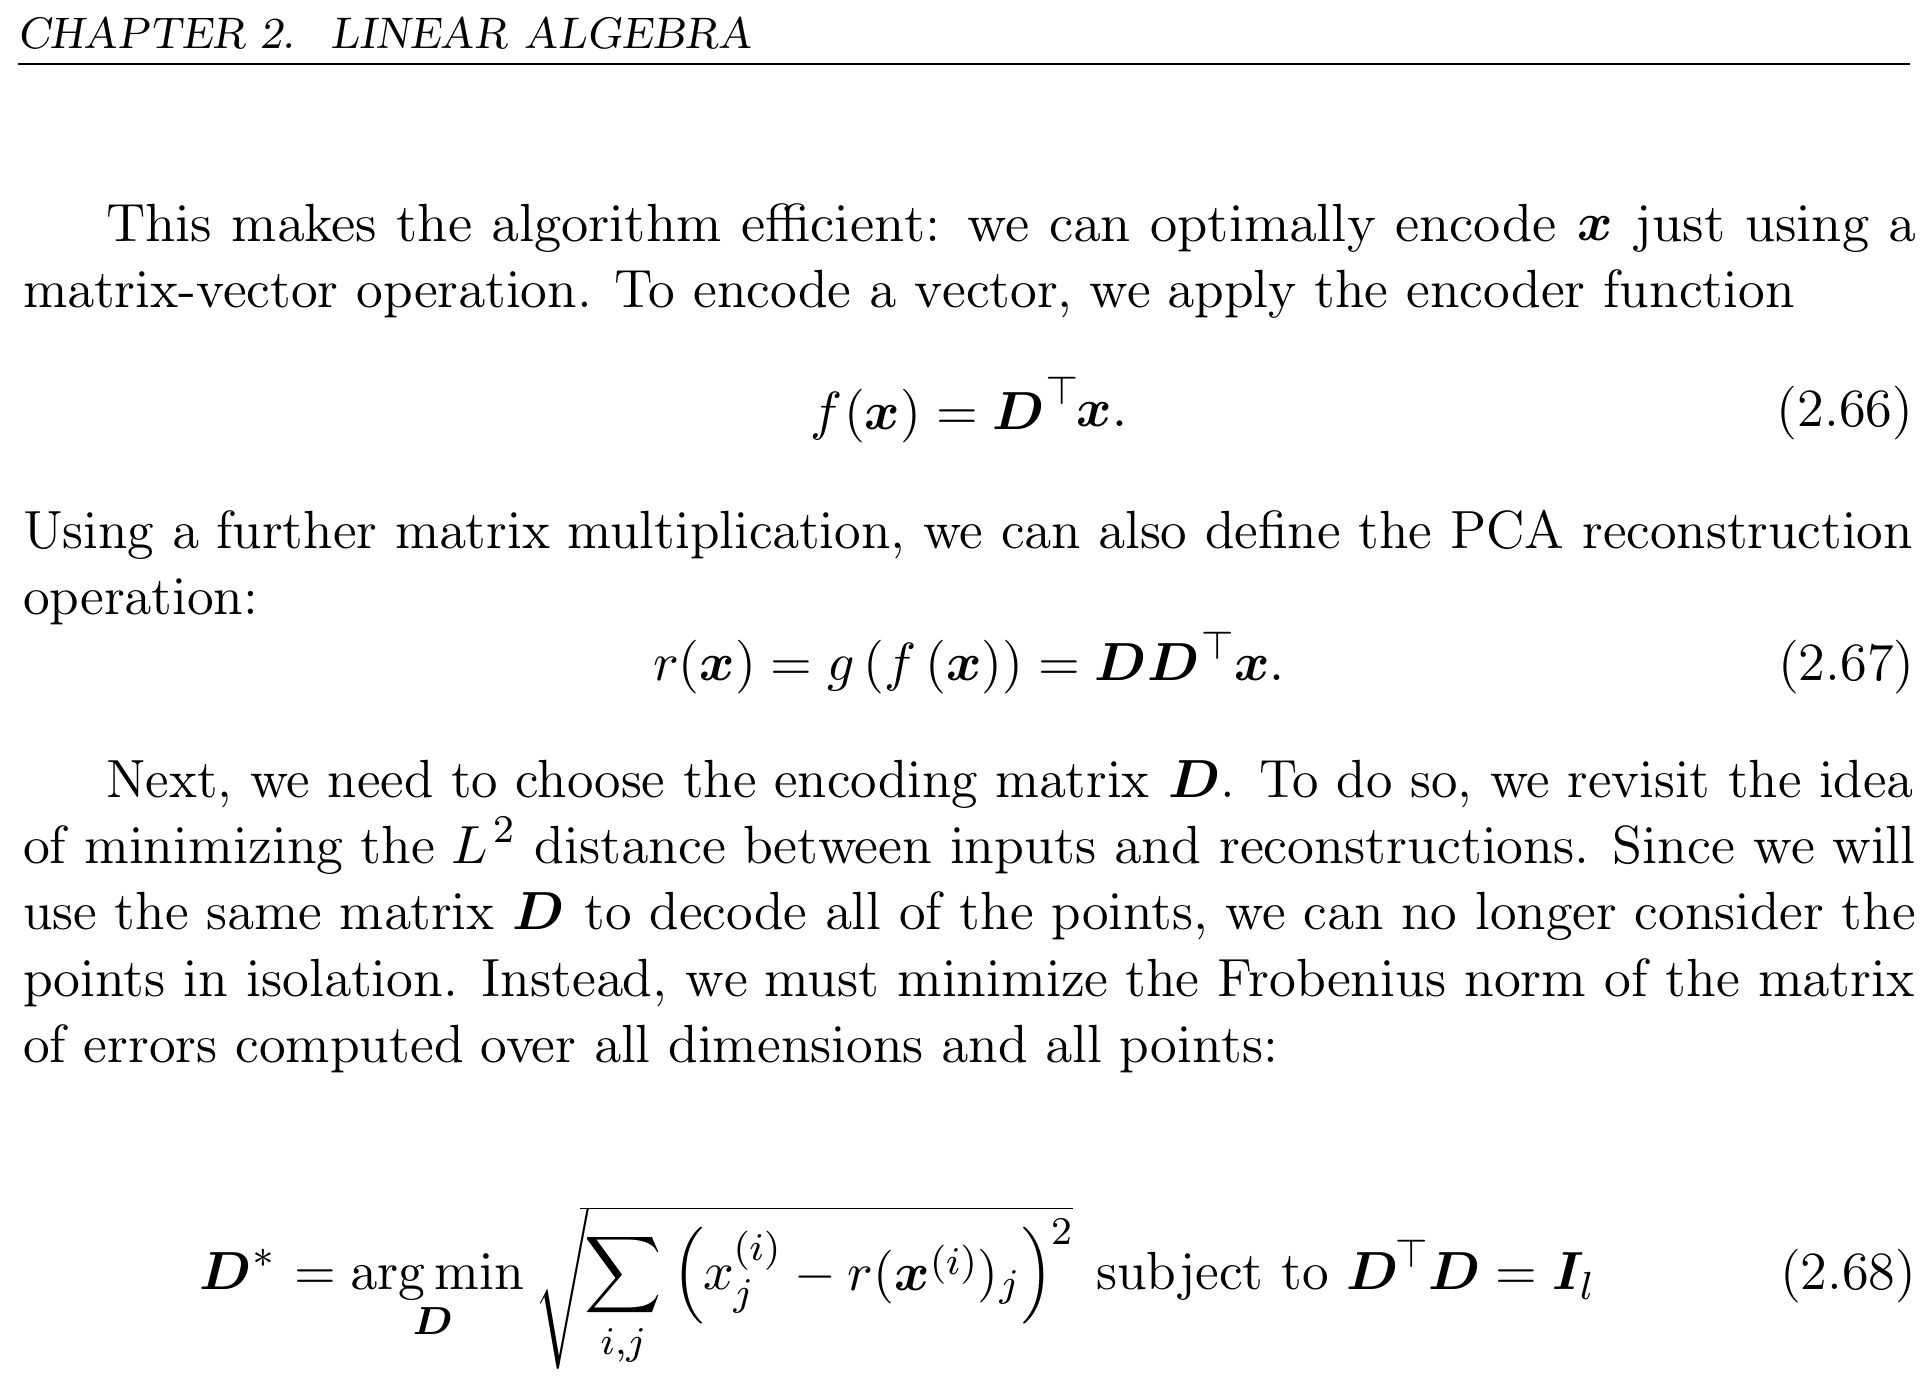 CHAPTER 2. LINEAR ALGEBRA
This makes the algorithm efficient: we can optimally encode x just using a
matrix-vector operation. To encode a vector, we apply the encoder function
f(x) = D⊤x. (2.66)
Using a further matrix multiplication, we can also define the PCA reconstruction
operation:
r(x) = g (f (x)) = DD⊤x. (2.67)
Next, we need to choose the encoding matrix D. To do so, we revisit the idea
of minimizing the L² distance between inputs and reconstructions. Since we will
use the same matrix D to decode all of the points, we can no longer consider the
points in isolation. Instead, we must minimize the Frobenius norm of the matrix
of errors computed over all dimensions and all points:
D* = arg min_D √(∑_{i,j} (x_j^{(i)} − r(x^{(i)})_j)²) subject to D⊤D = I_l (2.68)